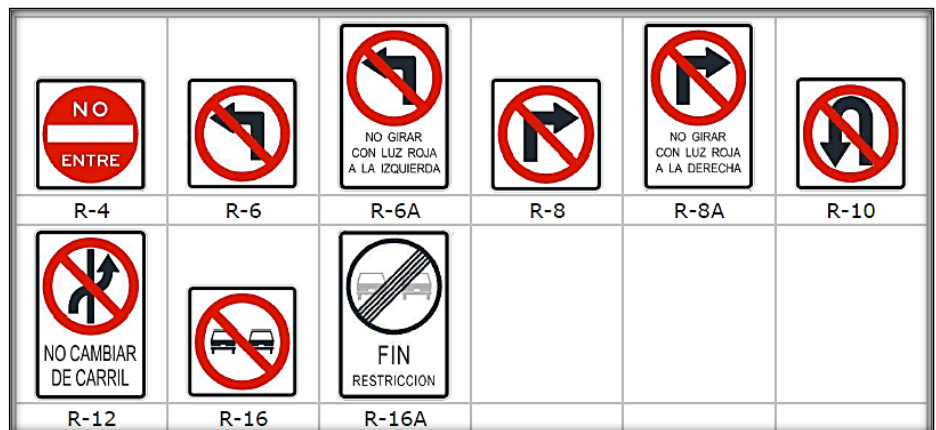 NO
ENTRE
NO GIRAR
CON LUZ ROJA
A LA IZQUIERDA
NO GIRAR
CON LUZ ROJA
A LA DERECHA
R-4
R-6
R-6A
R-8
R-8A
R-10
NO CAMBIAR
DE CARRIL
FIN
RESTRICCION
R-12
R-16
R-16A